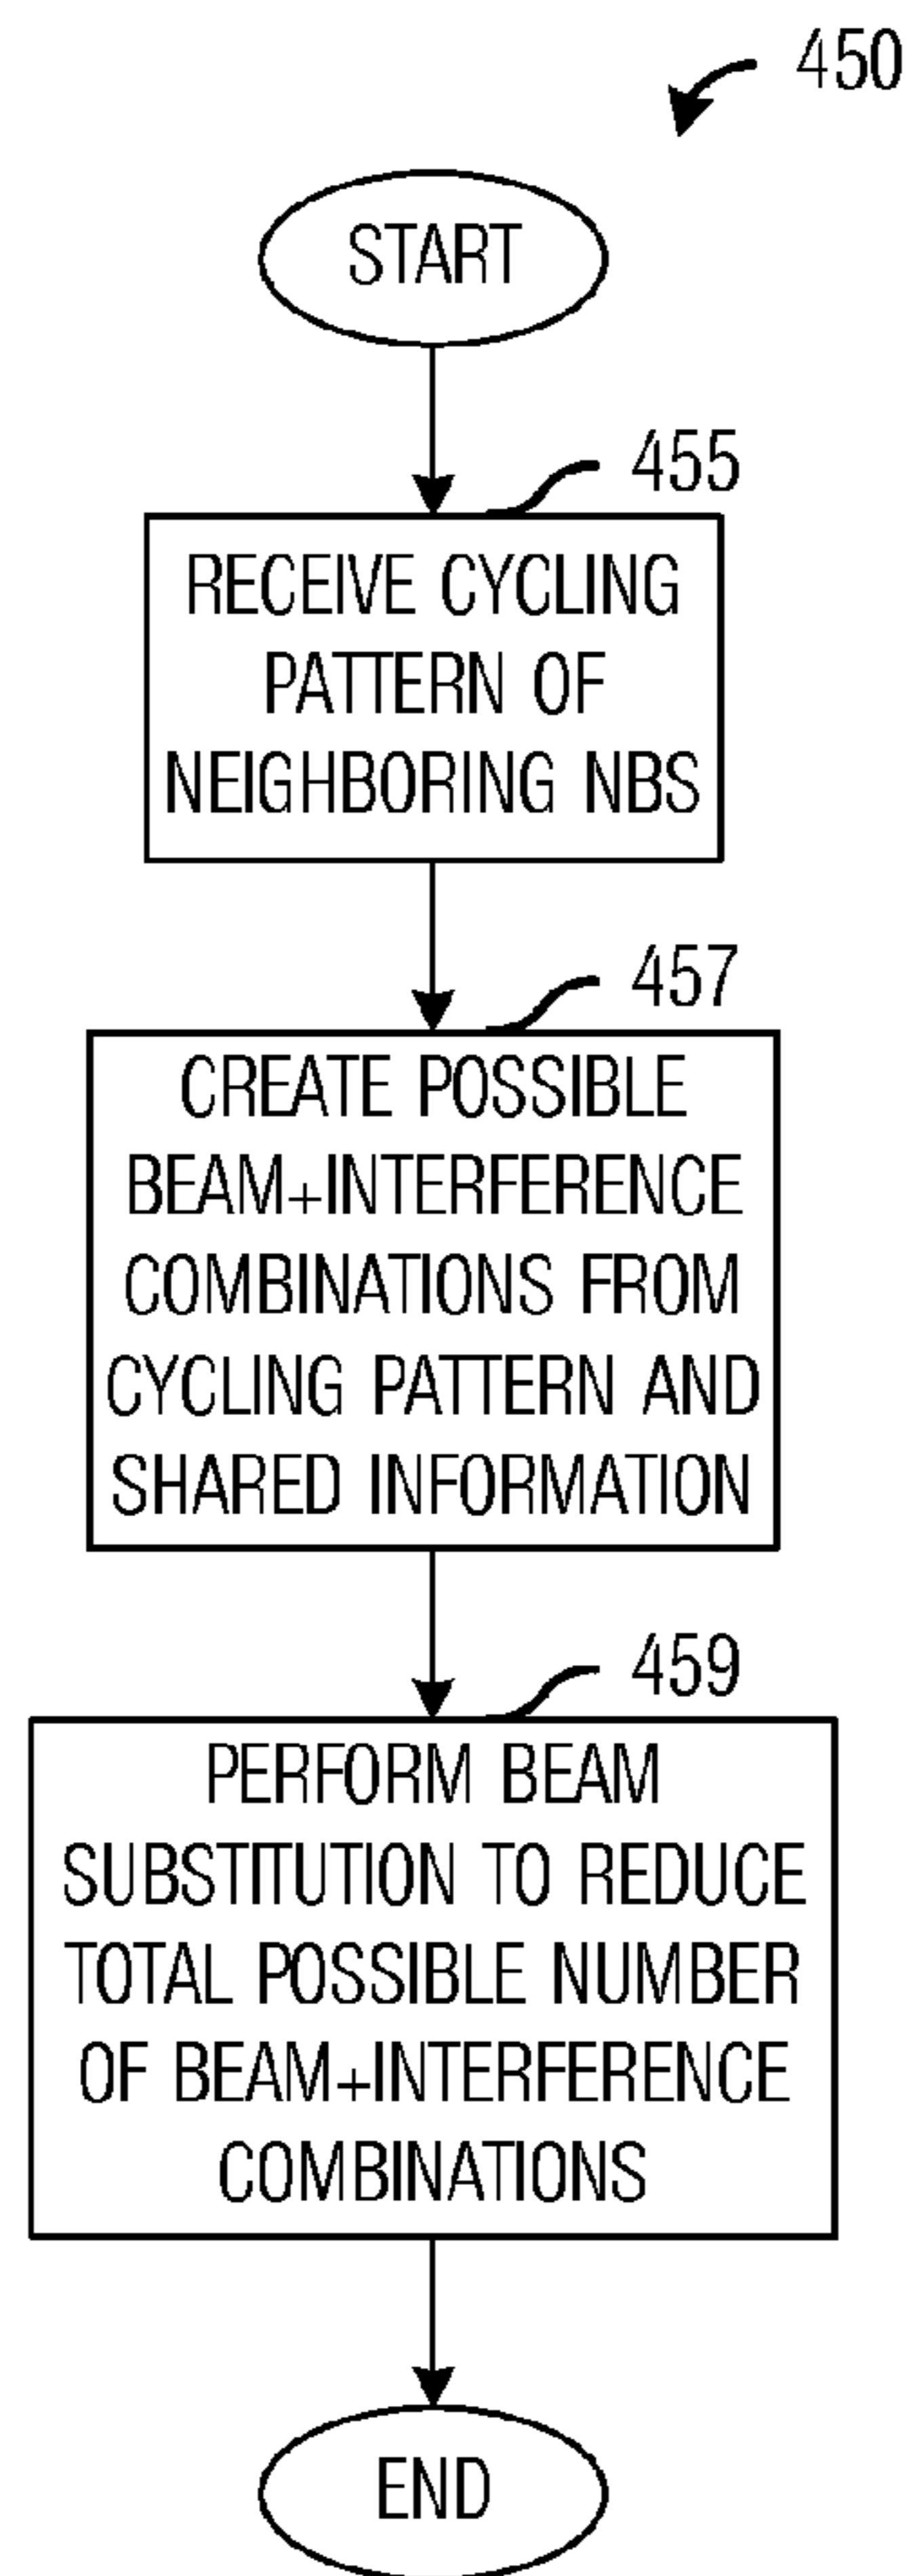 450
START
455
RECEIVE CYCLING
PATTERN OF
NEIGHBORING NBS
457
CREATE POSSIBLE
BEAM+INTERFERENCE
COMBINATIONS FROM
CYCLING PATTERN AND
SHARED INFORMATION
459
PERFORM BEAM
SUBSTITUTION TO REDUCE
TOTAL POSSIBLE NUMBER
OF BEAM+INTERFERENCE
COMBINATIONS
END